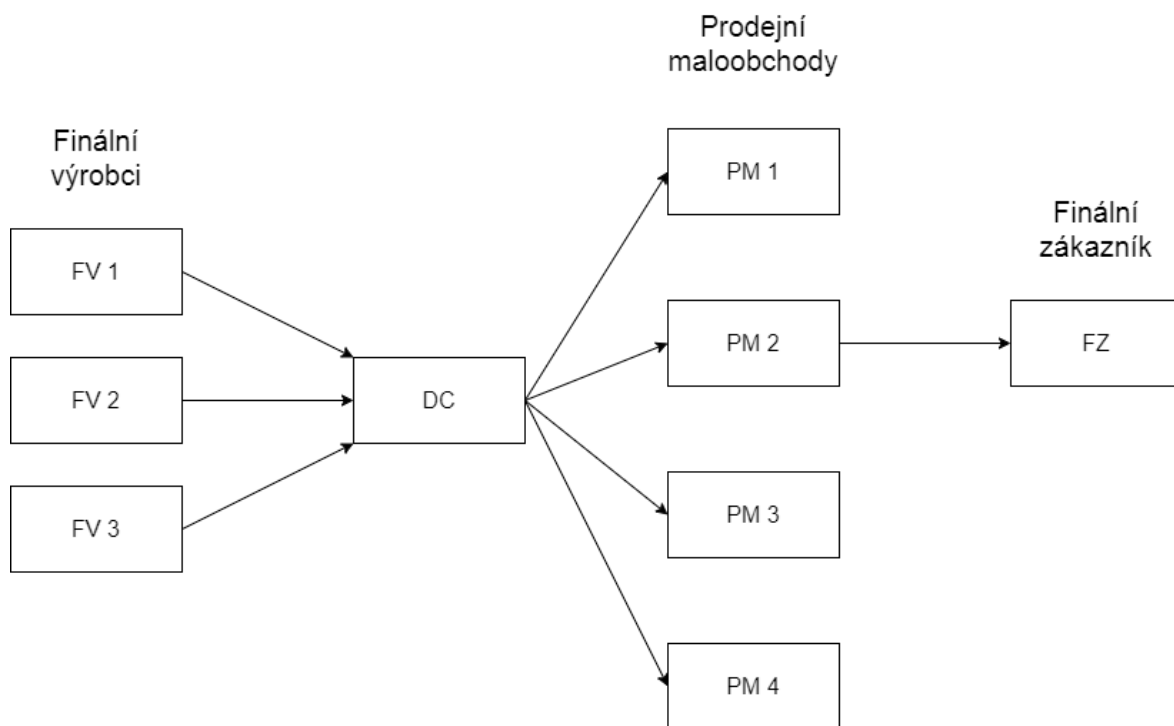 Prodejní
maloobchody
Finální
výrobci
PM 1
Finální
zákazník
FV 1
PM 2
FZ
FV 2
DC
FV 3
PM 3
PM 4